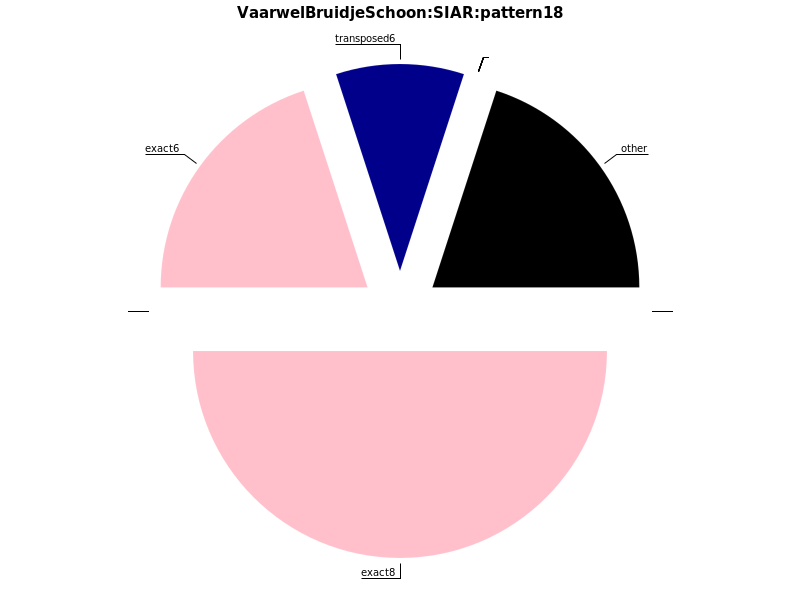 VaarwelBruidjeSchoon:SIAR:pattern18
transposed6
exact6
other
exact8